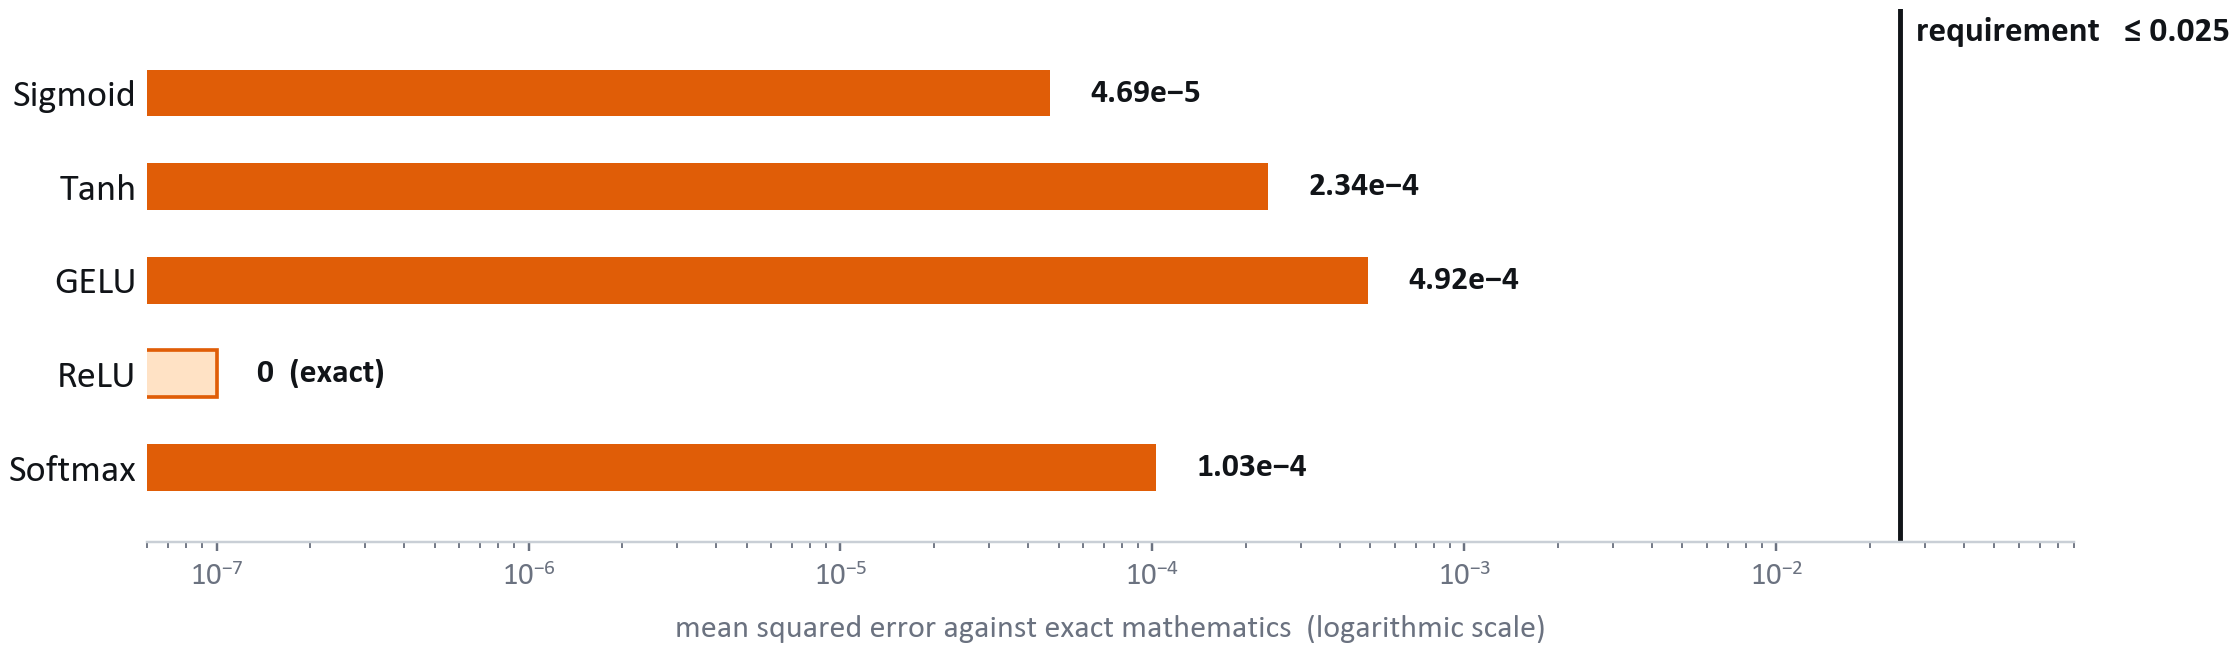 requirement ≤ 0.025
Sigmoid 4.69e−5
Tanh 2.34e−4
GELU 4.92e−4
ReLU 0 (exact)
Softmax 1.03e−4
10⁻⁷ 10⁻⁶ 10⁻⁵ 10⁻⁴ 10⁻³ 10⁻²
mean squared error against exact mathematics (logarithmic scale)